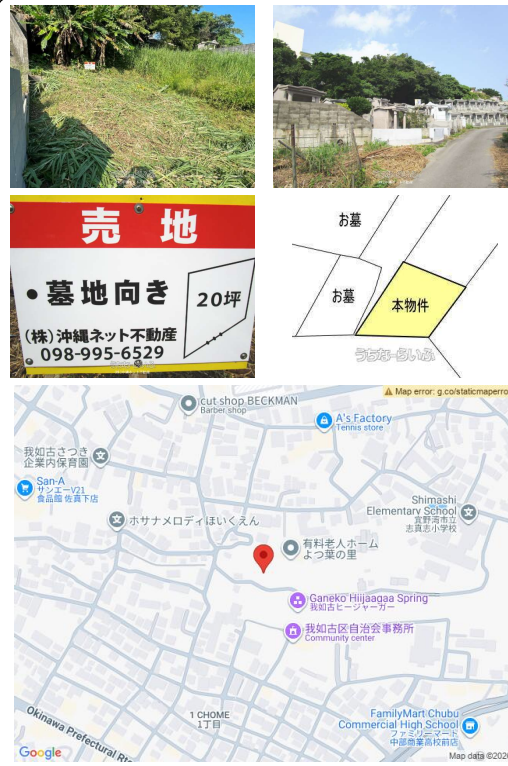 売地
・墓地向き
20坪
(株)沖縄ネット不動産
098-995-6529
お墓
お墓
本物件
うちなーらいふ
Map error: g.co/staticmaperro
cut shop BECKMAN
Barber shop
A's Factory
Tennis store
我如古さつき
企業内保育園
San-A
サンエーV21
食品館 佐真下店
Shimashi
Elementary School
宜野湾市立
志真志小学校
ホサナメロディほいくえん
有料老人ホーム
よつ葉の里
Ganeko Hiijaagaa Spring
我如古ヒージャーガー
我如古区自治会事務所
Community center
1 CHOME
1丁目
FamilyMart Chubu
Commercial High School
ファミリーマート
中部商業高校前店
Okinawa Prefectural Rte
Google
Map data ©2026